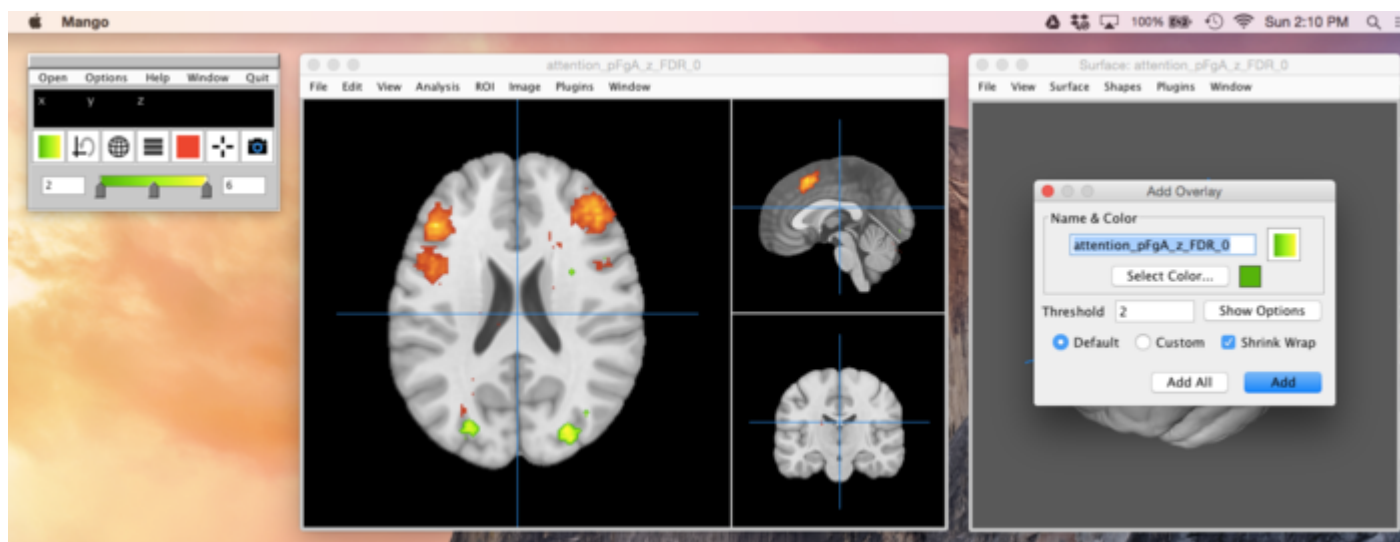 Mango
100%
Sun 2:10 PM
Open Options Help Window Quit
x y z
2
6
attention_pFgA_z_FDR_0
File Edit View Analysis ROI Image Plugins Window
Surface: attention_pFgA_z_FDR_0
File View Surface Shapes Plugins Window
Add Overlay
Name & Color
attention_pFgA_z_FDR_0
Select Color...
Threshold 2 Show Options
Default Custom Shrink Wrap
Add All Add